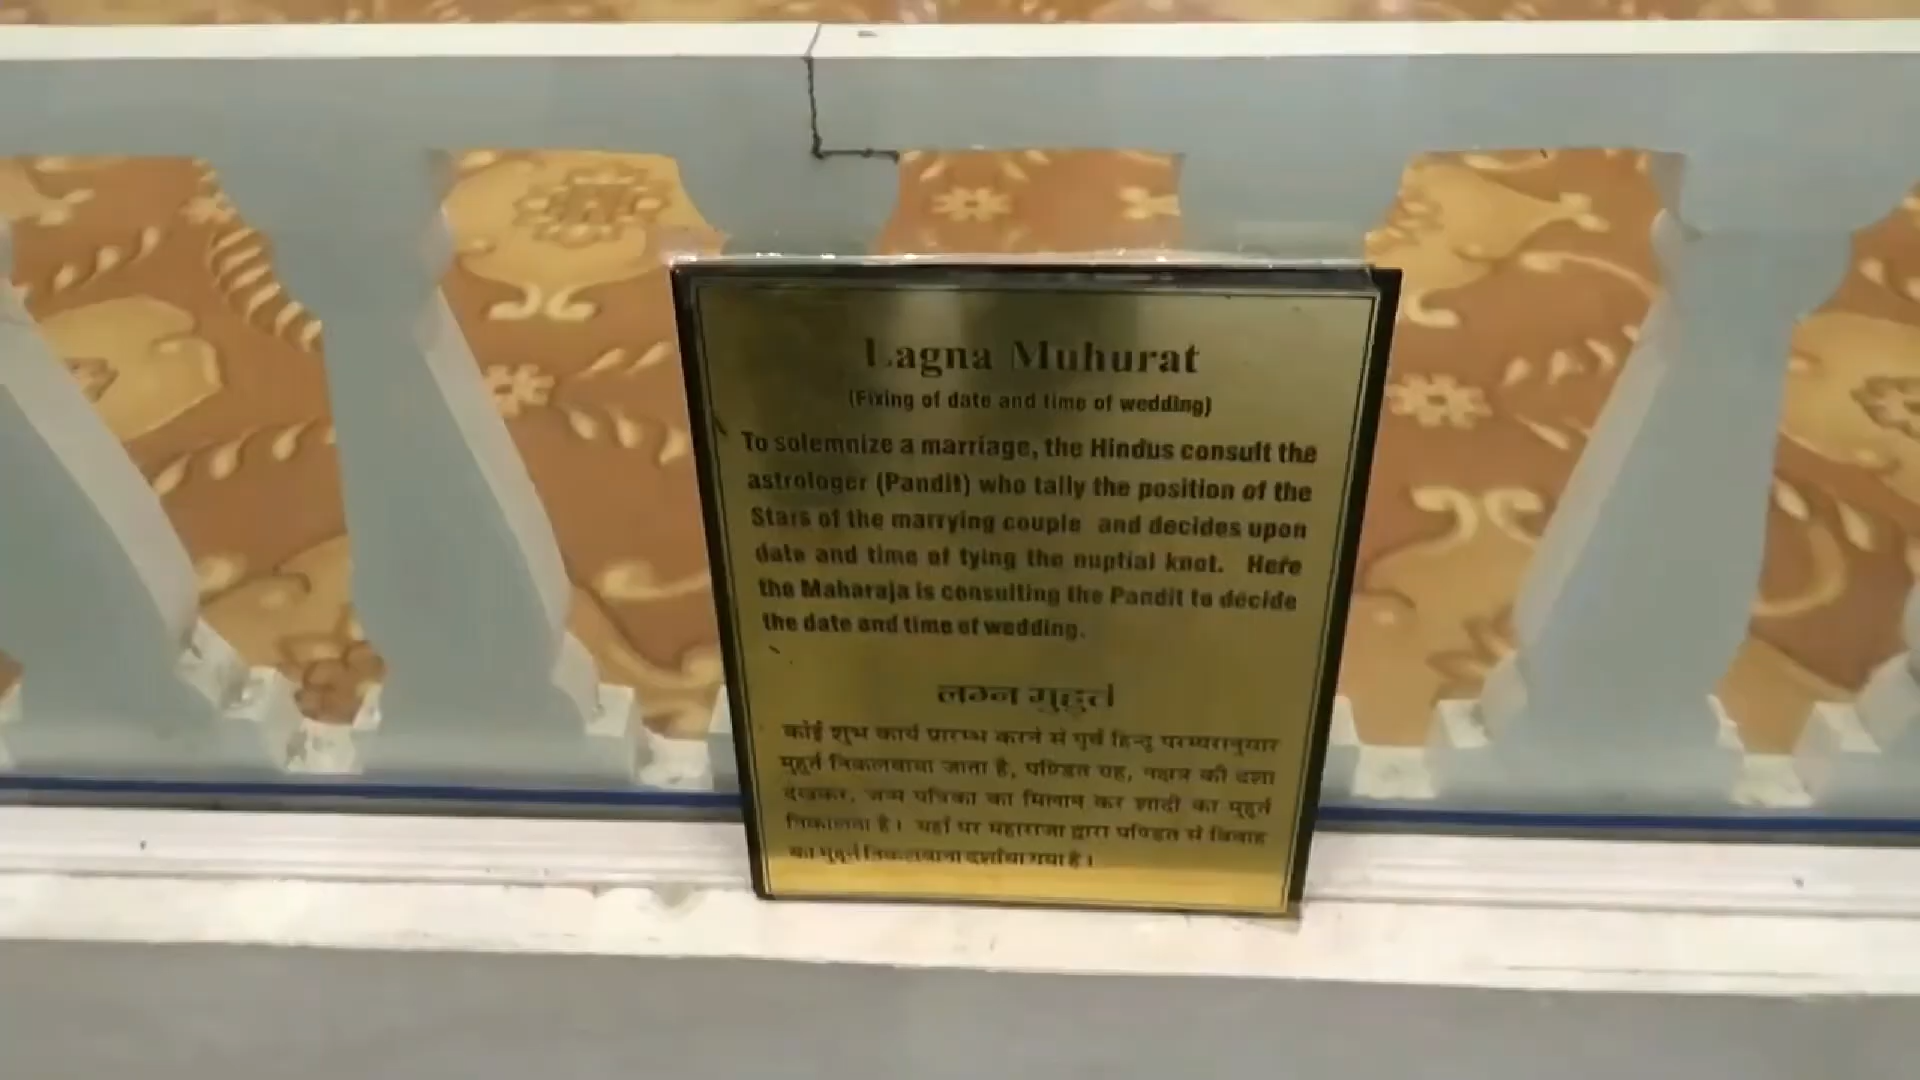 Lagna Muhurat
(Fixing of date and time of wedding)
To solemnize a marriage, the Hindus consult the
astrologer (Pandit) who tally the position of the
Stars of the marrying couple and decides upon
date and time of tying the nuptial knot. Here
the Maharaja is consulting the Pandit to decide
the date and time of wedding.
लग्न मुहुर्त
कोई शुभ कार्य प्रारम्भ करने से पूर्व हिन्दु परम्परानुसार
मुहुर्त निकलवाया जाता है, पण्डित ग्रह, नक्षत्र की दशा
देखकर, जन्म पत्रिका का मिलान कर शादी का मुहुर्त
निकालता है। यहाँ पर महाराजा द्वारा पण्डित से विवाह
का मुहुर्त निकलवाना दर्शाया गया है।